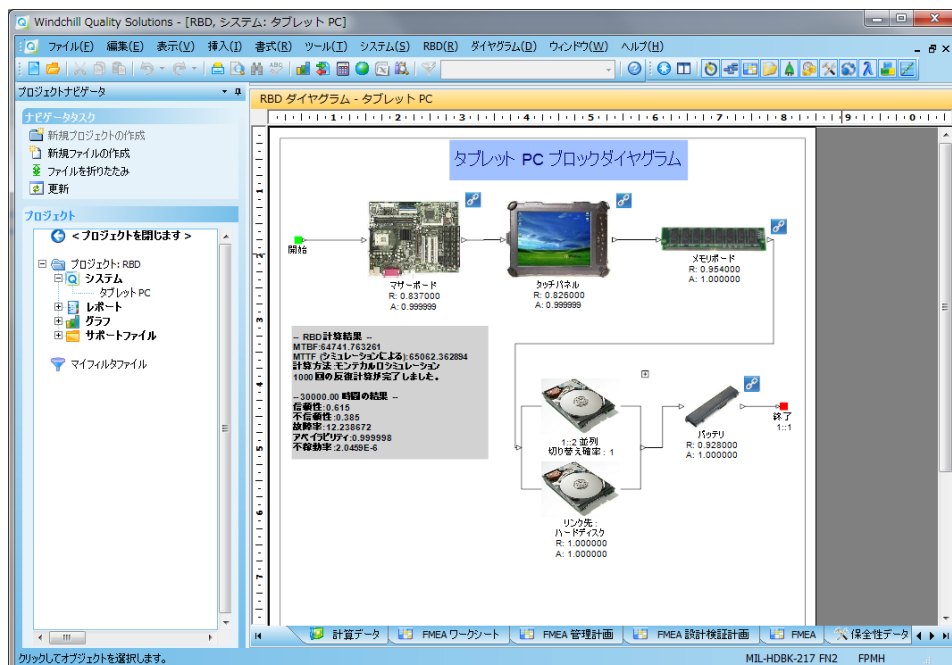 Windchill Quality Solutions - [RBD, システム: タブレット PC]
ファイル(F) 編集(E) 表示(V) 挿入(I) 書式(R) ツール(T) システム(S) RBD(R) ダイヤグラム(D) ウィンドウ(W) ヘルプ(H)
プロジェクトナビゲータ
ナビゲータタスク
新規プロジェクトの作成
新規ファイルの作成
ファイルを折りたたみ
更新
プロジェクト
< プロジェクトを閉じます >
プロジェクト: RBD
システム
タブレット PC
レポート
グラフ
サポートファイル
マイフィルタファイル
RBD ダイヤグラム - タブレット PC
タブレット PC ブロックダイヤグラム
開始
マザーボード
R: 0.837000
A: 0.999999
タッチパネル
R: 0.826000
A: 0.999999
メモリボード
R: 0.954000
A: 1.000000
-- RBD計算結果 --
MTBF:64741.763261
MTTF (シミュレーションによる):65062.362894
計算方法:モンテカルロシミュレーション
1000 回の反復計算が完了しました。
--30000.00 時間の結果 --
信頼性:0.615
不信頼性:0.385
故障率:12.238672
アベイラビリティ:0.999998
不稼動率:2.0459E-6
1::2 並列
切り替え確率 : 1
リンク先 :
ハードディスク
R: 1.000000
A: 1.000000
バッテリ
R: 0.928000
A: 1.000000
終了
1::1
計算データ FMEA ワークシート FMEA 管理計画 FMEA 設計検証計画 FMEA 保全性データ
クリックしてオブジェクトを選択します。
MIL-HDBK-217 FN2 FPMH